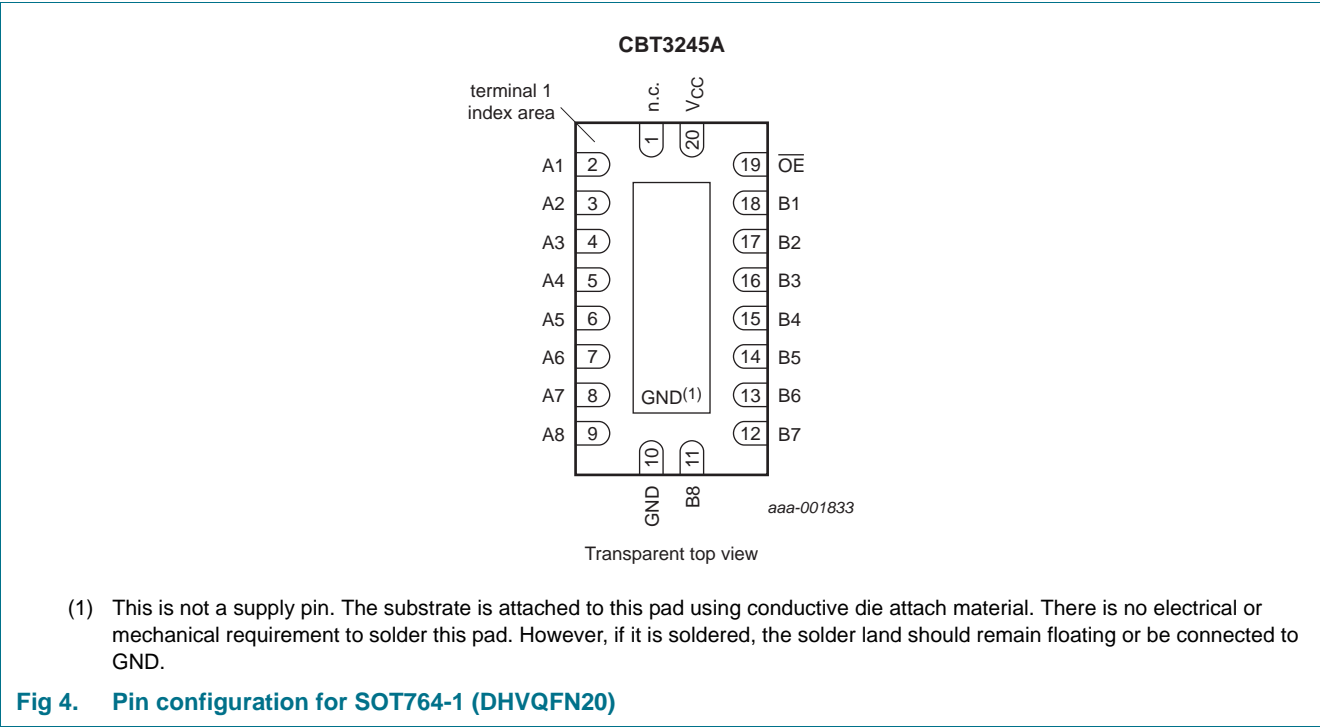 CBT3245A
terminal 1
index area
n.c.
VCC
1
20
A1 2 19 OE
A2 3 18 B1
A3 4 17 B2
A4 5 16 B3
A5 6 15 B4
A6 7 14 B5
A7 8 GND(1) 13 B6
A8 9 12 B7
10
11
GND
B8
aaa-001833
Transparent top view
(1) This is not a supply pin. The substrate is attached to this pad using conductive die attach material. There is no electrical or
mechanical requirement to solder this pad. However, if it is soldered, the solder land should remain floating or be connected to
GND.
Fig 4. Pin configuration for SOT764-1 (DHVQFN20)